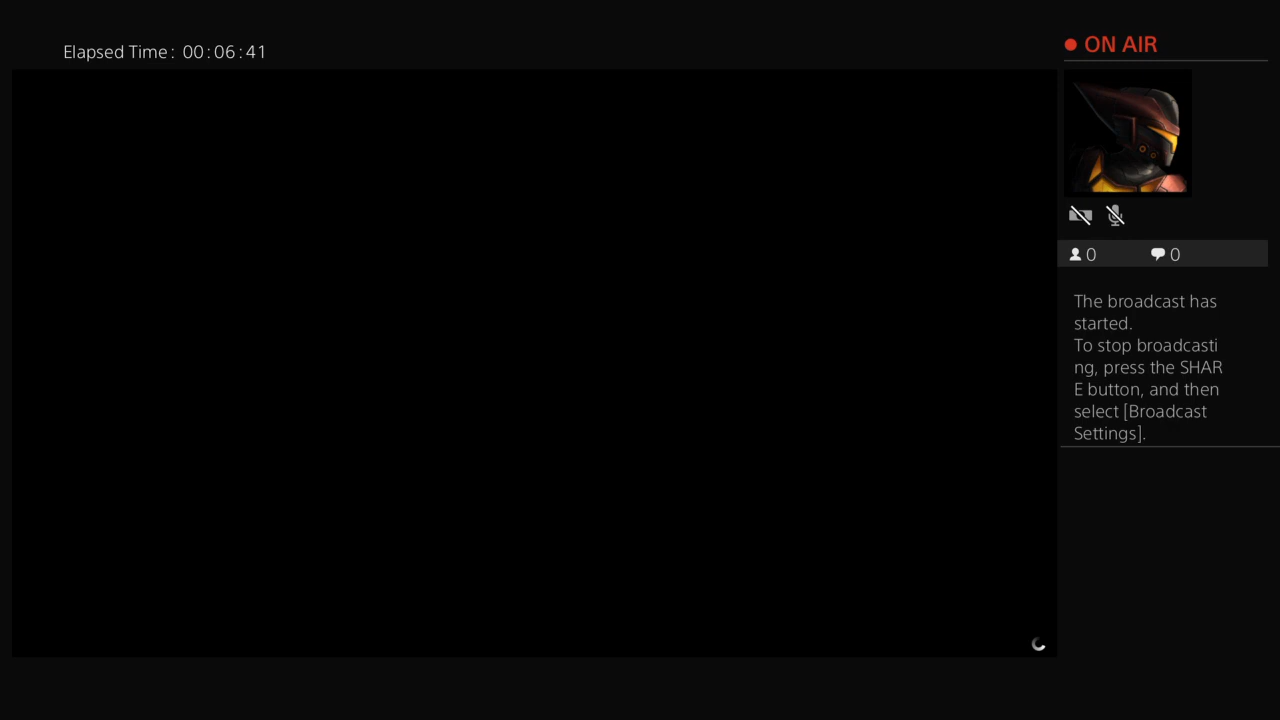 Elapsed Time: 00:06:41
ON AIR
0 0
The broadcast has
started.
To stop broadcasti
ng, press the SHAR
E button, and then
select [Broadcast
Settings].